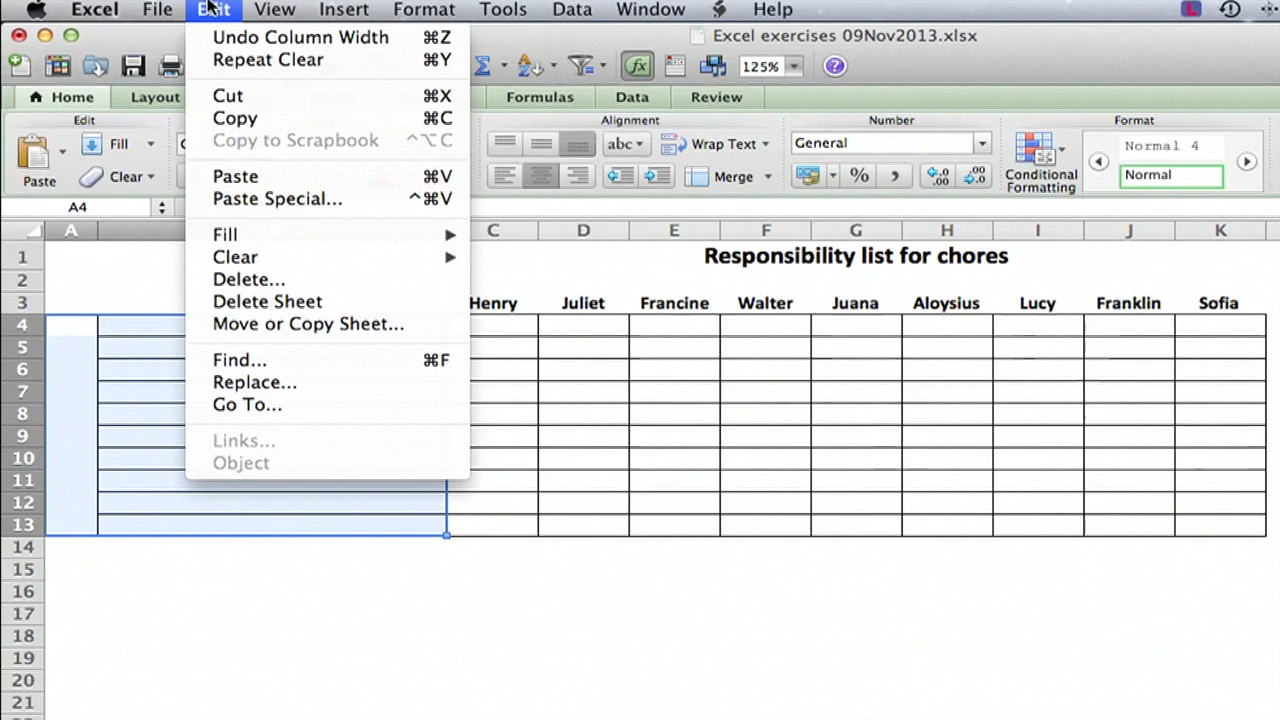 Excel File Edit View Insert Format Tools Data Window Help
Excel exercises 09Nov2013.xlsx
Undo Column Width ⌘Z
Repeat Clear ⌘Y
Cut ⌘X
Copy ⌘C
Copy to Scrapbook ^⌥C
Paste ⌘V
Paste Special... ^⌘V
Fill
Clear
Delete...
Delete Sheet
Move or Copy Sheet...
Find... ⌘F
Replace...
Go To...
Links...
Object
125%
Home Layout Formulas Data Review
Edit Alignment Number Format
Fill abc Wrap Text General Normal 4
Paste Clear Merge % Conditional Formatting Normal
A4
A C D E F G H I J K
1 Responsibility list for chores
2
3 Henry Juliet Francine Walter Juana Aloysius Lucy Franklin Sofia
4
5
6
7
8
9
10
11
12
13
14
15
16
17
18
19
20
21